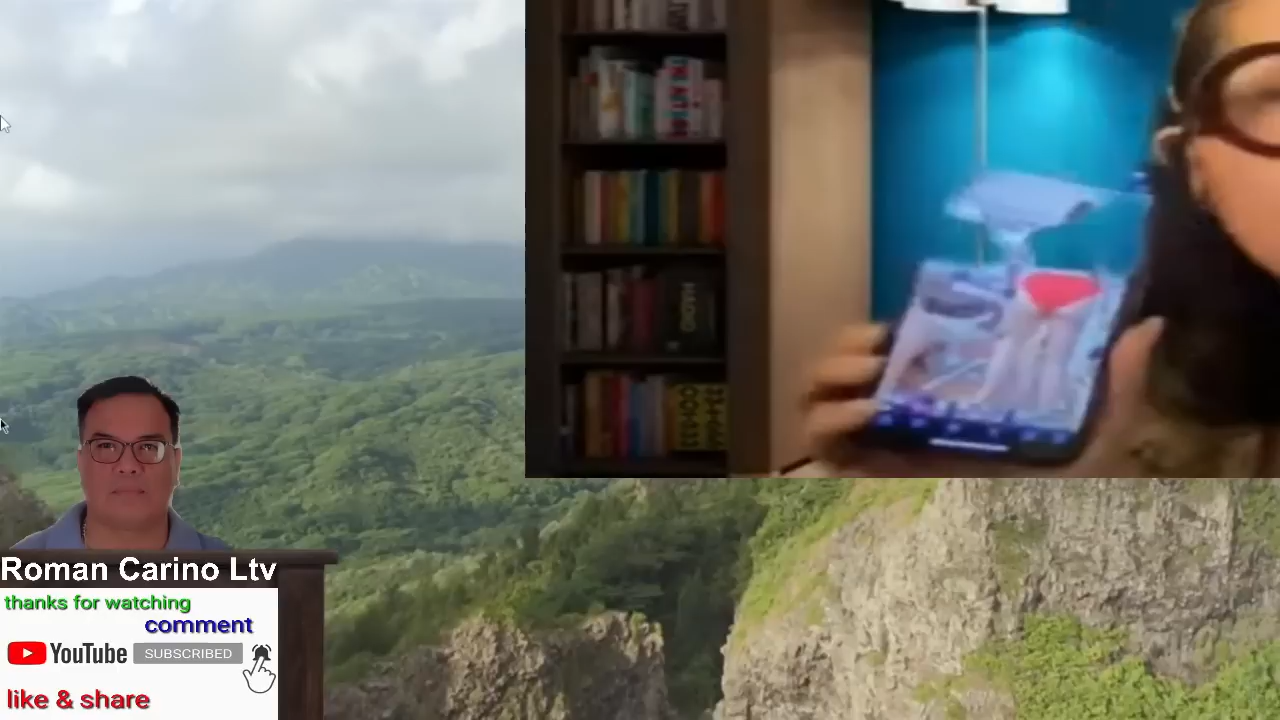 Roman Carino Ltv
thanks for watching
comment
YouTube SUBSCRIBED
like & share